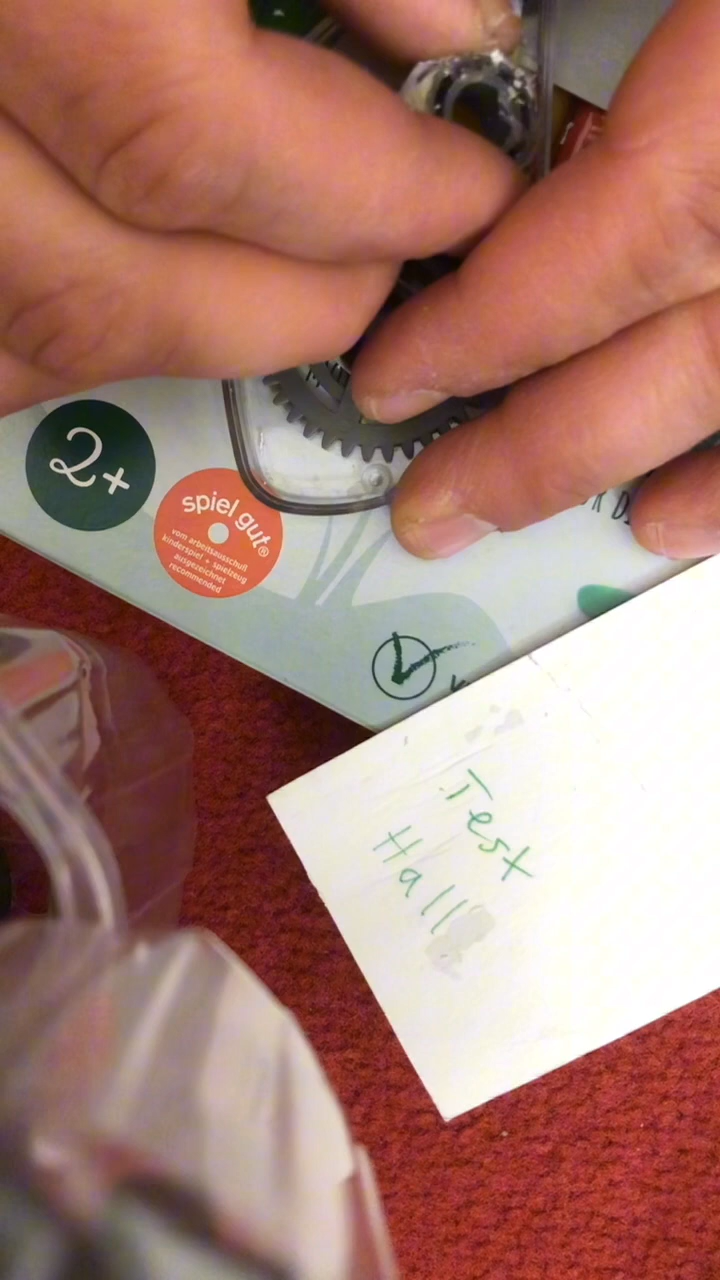 2+
spiel gut®
vom arbeitsausschuß
kinderspiel + spielzeug
ausgezeichnet
recommended
Test
Hall